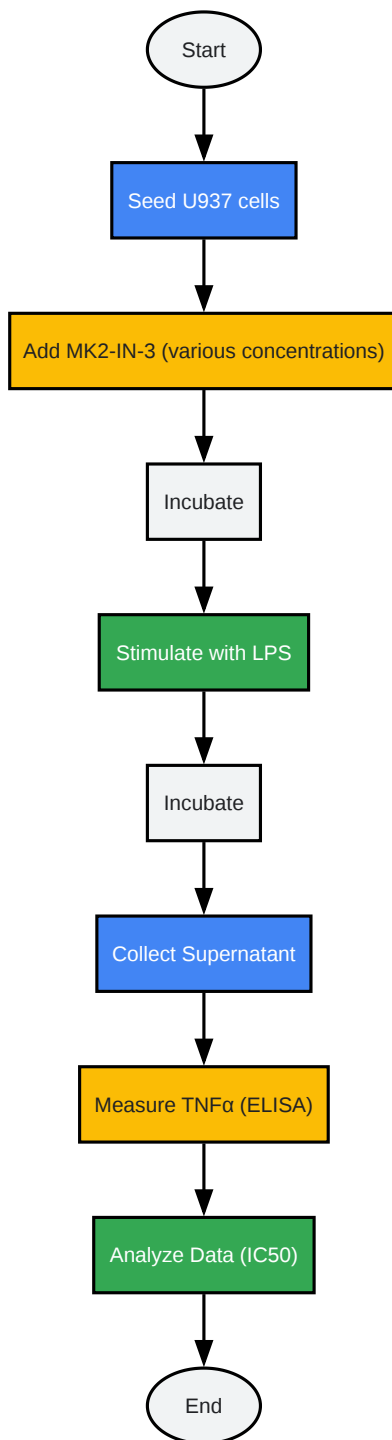 Start
Seed U937 cells
Add MK2-IN-3 (various concentrations)
Incubate
Stimulate with LPS
Incubate
Collect Supernatant
Measure TNFα (ELISA)
Analyze Data (IC50)
End